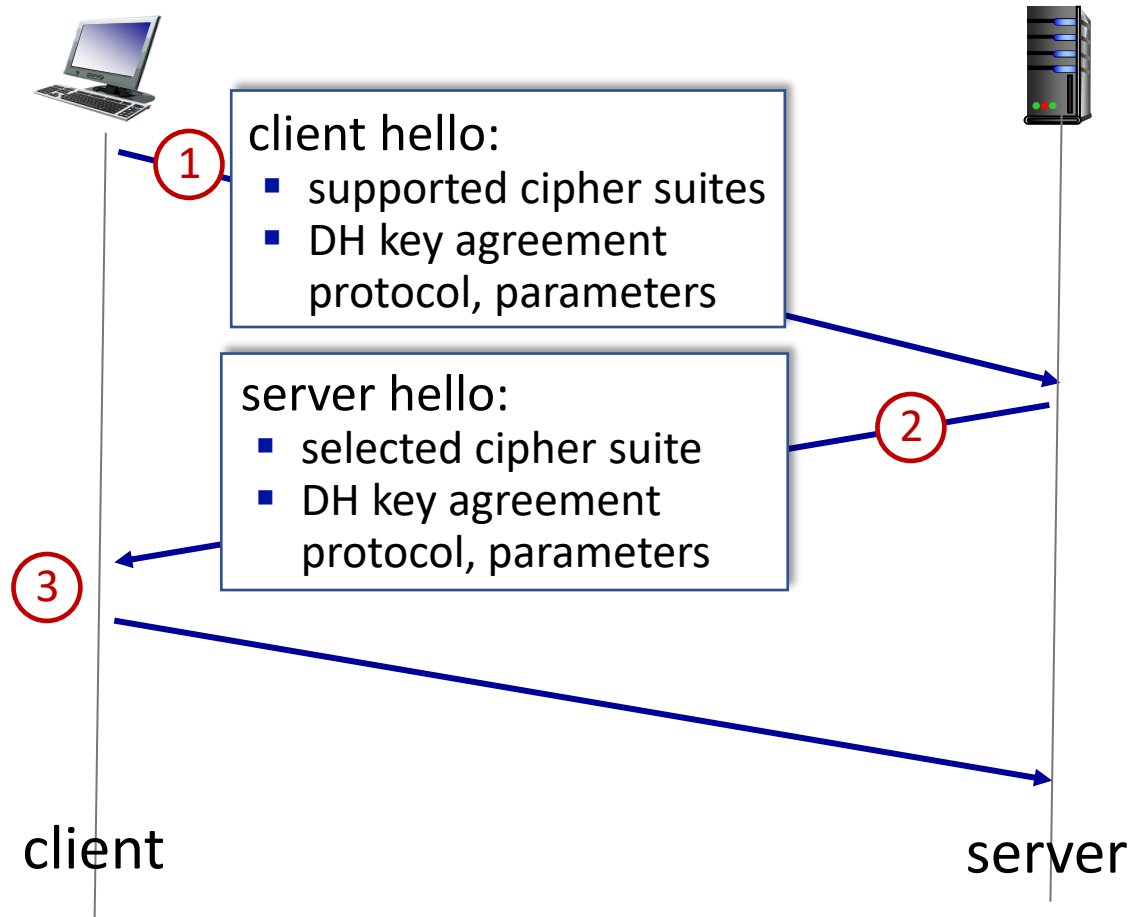 1
client hello:
▪ supported cipher suites
▪ DH key agreement
protocol, parameters
server hello:
▪ selected cipher suite
▪ DH key agreement
protocol, parameters
2
3
client
server